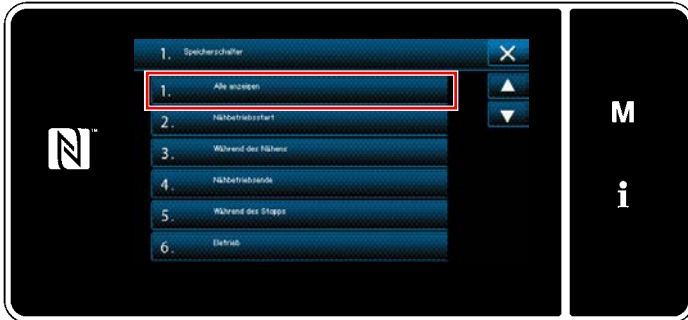 1. Speicherschalter
1. Alle anzeigen
2. Nähbetriebsstart
3. Während des Nähens
4. Nähbetriebsende
5. Während des Stopps
6. Betrieb
M
i
N